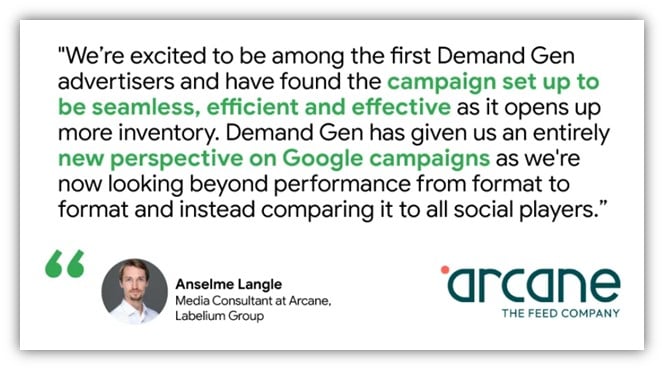 "We're excited to be among the first Demand Gen
advertisers and have found the campaign set up to
be seamless, efficient and effective as it opens up
more inventory. Demand Gen has given us an entirely
new perspective on Google campaigns as we're
now looking beyond performance from format to
format and instead comparing it to all social players.”
Anselme Langle
Media Consultant at Arcane,
Labelium Group
arcane
THE FEED COMPANY